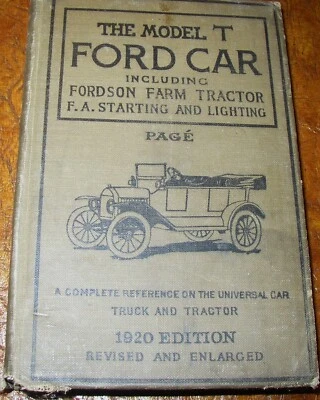 THE MODEL T
FORD CAR
INCLUDING
FORDSON FARM TRACTOR
F.A. STARTING AND LIGHTING
PAGÉ
A COMPLETE REFERENCE ON THE UNIVERSAL CAR
TRUCK AND TRACTOR
1920 EDITION
REVISED AND ENLARGED